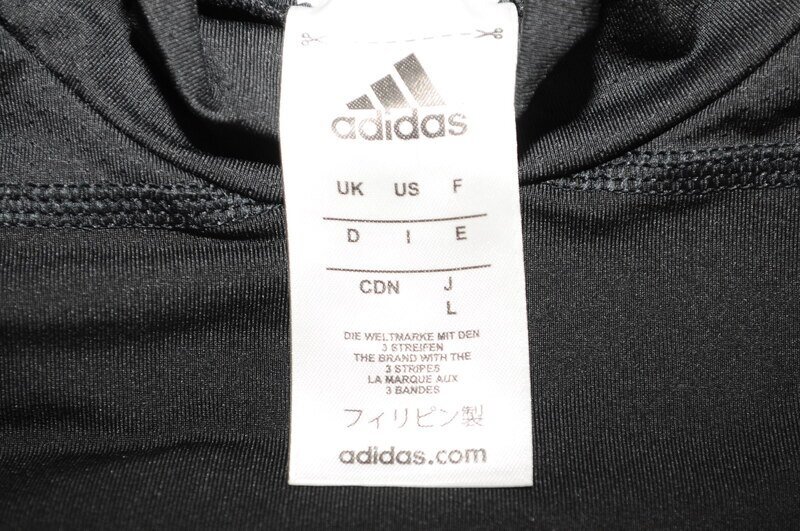 adidas
UK US F
D I E
CDN J
L
DIE WELTMARKE MIT DEN
3 STREIFEN
THE BRAND WITH THE
3 STRIPES
LA MARQUE AUX
3 BANDES
フィリピン製
adidas.com